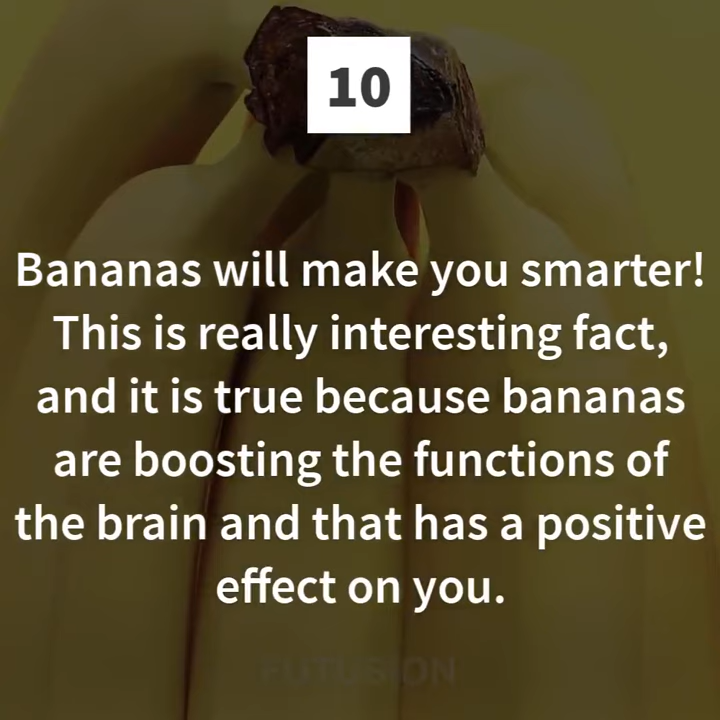 10
Bananas will make you smarter!
This is really interesting fact,
and it is true because bananas
are boosting the functions of
the brain and that has a positive
effect on you.